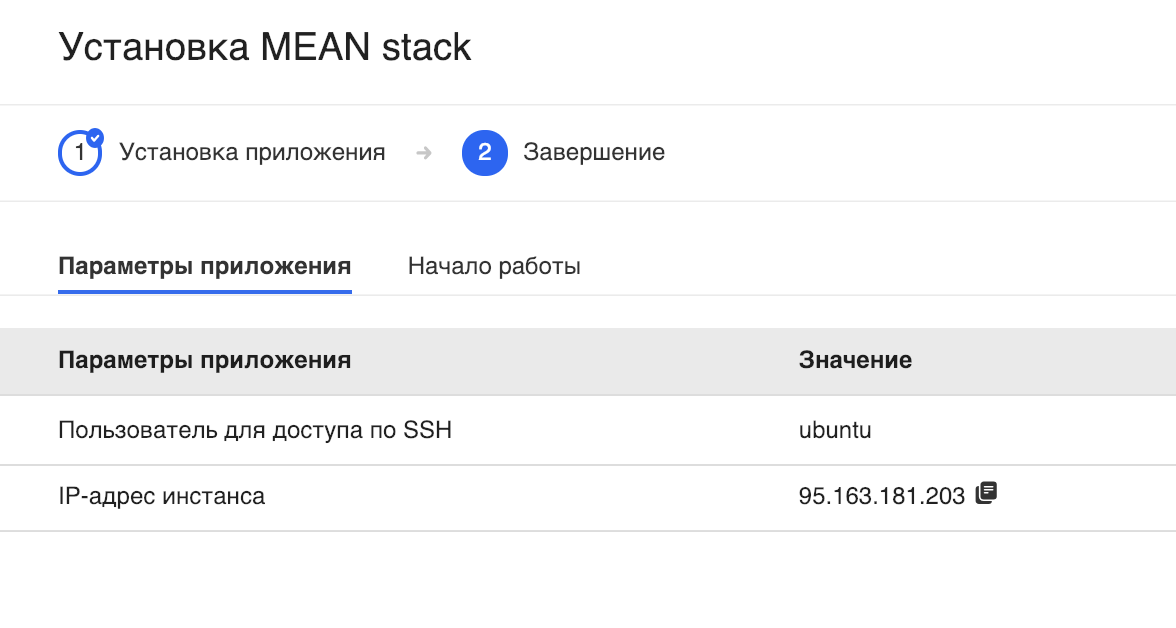 Установка MEAN stack
1 Установка приложения → 2 Завершение
Параметры приложения Начало работы
Параметры приложения Значение
Пользователь для доступа по SSH ubuntu
IP-адрес инстанса 95.163.181.203